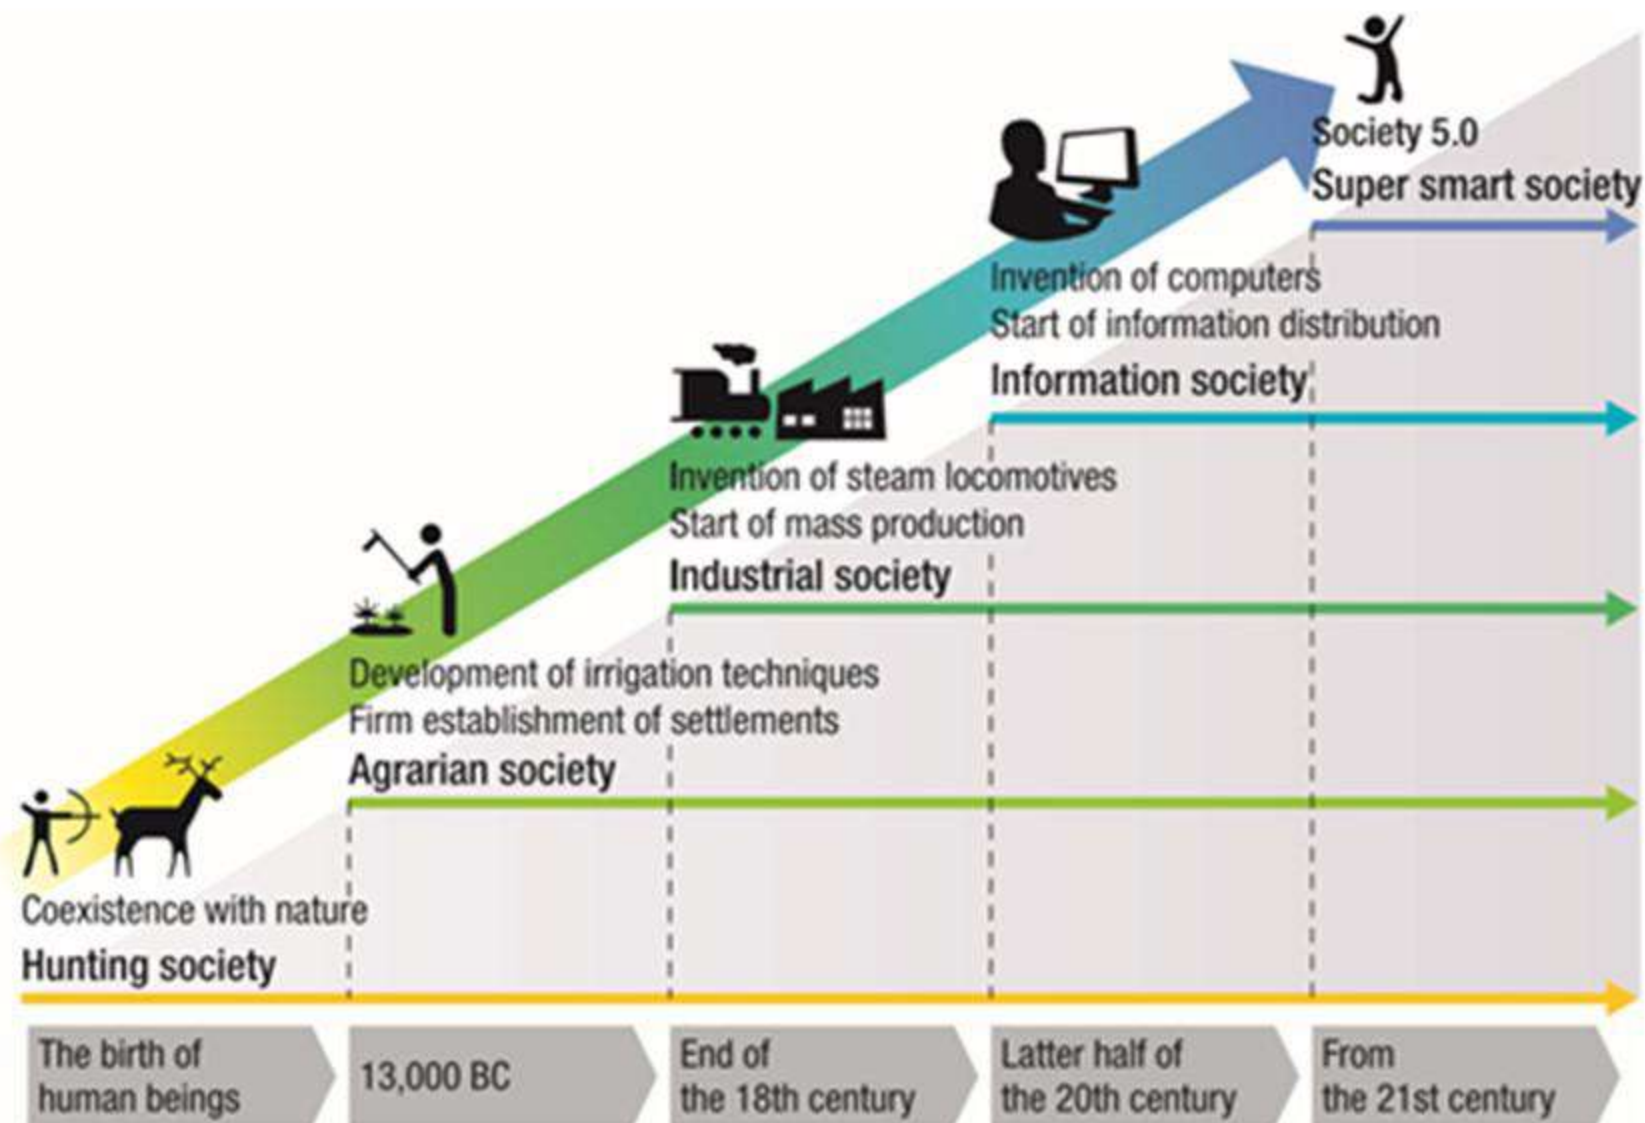 Society 5.0
Super smart society
Invention of computers
Start of information distribution
Information society
Invention of steam locomotives
Start of mass production
Industrial society
Development of irrigation techniques
Firm establishment of settlements
Agrarian society
Coexistence with nature
Hunting society
The birth of
human beings
13,000 BC
End of
the 18th century
Latter half of
the 20th century
From
the 21st century